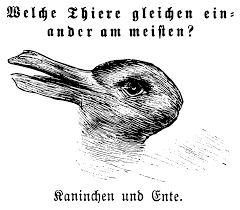 Welche Thiere gleichen ein=
ander am meisten?
Kaninchen und Ente.